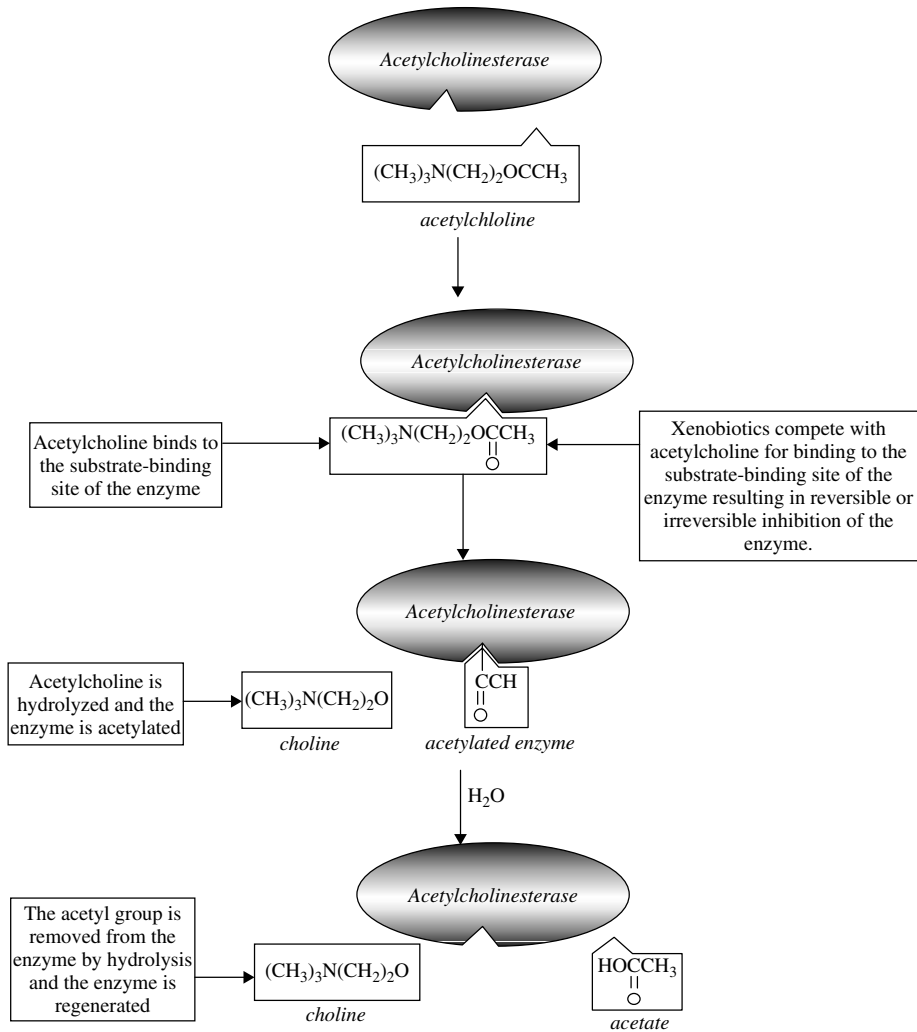 Acetylcholinesterase
(CH₃)₃N(CH₂)₂OCCH₃
acetylchloline
Acetylcholinesterase
Acetylcholine binds to
the substrate-binding
site of the enzyme
(CH₃)₃N(CH₂)₂OCCH₃
O
Xenobiotics compete with
acetylcholine for binding to the
substrate-binding site of the
enzyme resulting in reversible or
irreversible inhibition of the
enzyme.
Acetylcholinesterase
Acetylcholine is
hydrolyzed and the
enzyme is acetylated
(CH₃)₃N(CH₂)₂O
choline
CCH
O
acetylated enzyme
H₂O
Acetylcholinesterase
The acetyl group is
removed from the
enzyme by hydrolysis
and the enzyme is
regenerated
(CH₃)₃N(CH₂)₂O
choline
HOCCH₃
O
acetate